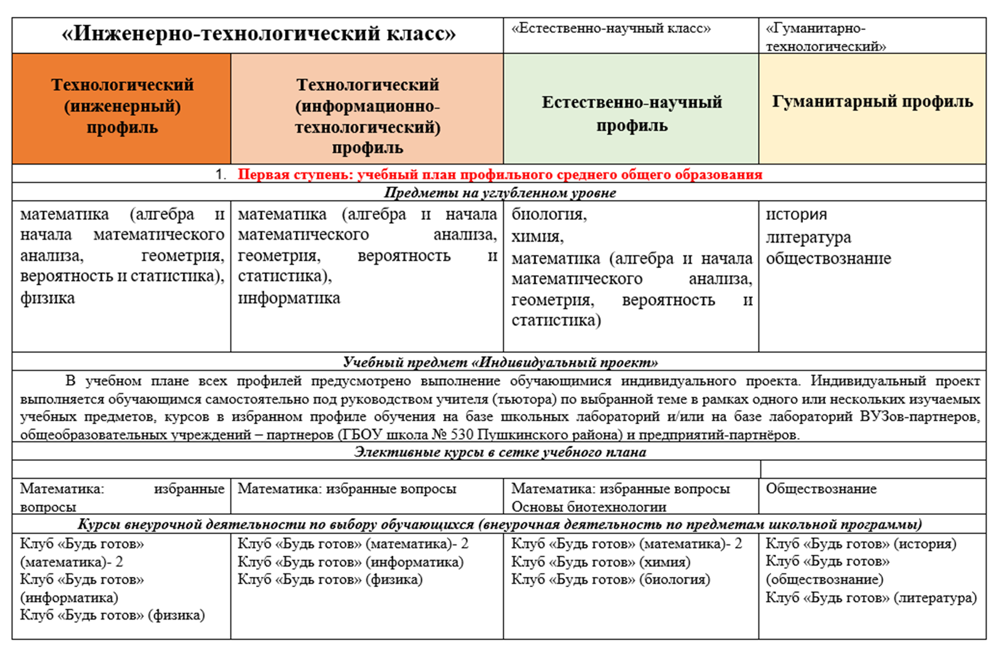 «Инженерно-технологический класс»
«Естественно-научный класс»
«Гуманитарно-
технологический»
Технологический
(инженерный)
профиль
Технологический
(информационно-
технологический)
профиль
Естественно-научный
профиль
Гуманитарный профиль
1. Первая ступень: учебный план профильного среднего общего образования
Предметы на углубленном уровне
математика (алгебра и
начала математического
анализа, геометрия,
вероятность и статистика),
физика
математика (алгебра и начала
математического анализа,
геометрия, вероятность и
статистика),
информатика
биология,
химия,
математика (алгебра и начала
математического анализа,
геометрия, вероятность и
статистика)
история
литература
обществознание
Учебный предмет «Индивидуальный проект»
В учебном плане всех профилей предусмотрено выполнение обучающимися индивидуального проекта. Индивидуальный проект
выполняется обучающимся самостоятельно под руководством учителя (тьютора) по выбранной теме в рамках одного или нескольких изучаемых
учебных предметов, курсов в избранном профиле обучения на базе школьных лабораторий и/или на базе лабораторий ВУЗов-партнеров,
общеобразовательных учреждений – партнеров (ГБОУ школа № 530 Пушкинского района) и предприятий-партнёров.
Элективные курсы в сетке учебного плана
Математика: избранные
вопросы
Математика: избранные вопросы
Математика: избранные вопросы
Основы биотехнологии
Обществознание
Курсы внеурочной деятельности по выбору обучающихся (внеурочная деятельность по предметам школьной программы)
Клуб «Будь готов»
(математика)- 2
Клуб «Будь готов»
(информатика)
Клуб «Будь готов» (физика)
Клуб «Будь готов» (математика)- 2
Клуб «Будь готов» (информатика)
Клуб «Будь готов» (физика)
Клуб «Будь готов» (математика)- 2
Клуб «Будь готов» (химия)
Клуб «Будь готов» (биология)
Клуб «Будь готов» (история)
Клуб «Будь готов»
(обществознание)
Клуб «Будь готов» (литература)